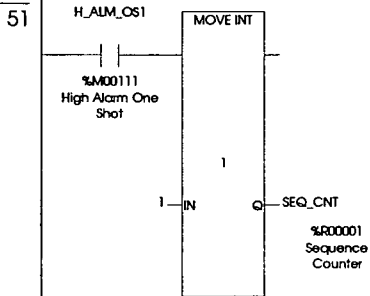 51
H_ALM_OS1
MOVE INT
%M00111
High Alarm One
Shot
1
1
IN
Q
SEQ_CNT
%R00001
Sequence
Counter